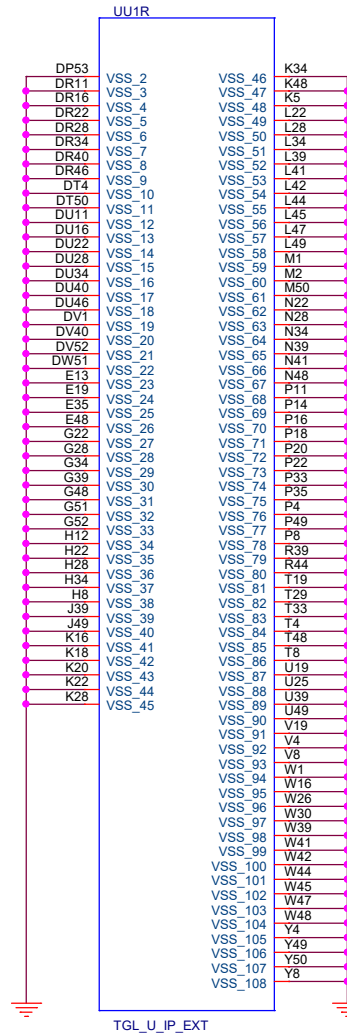 UU1R
DP53 VSS_2 VSS_46 K34
DR11 VSS_3 VSS_47 K48
DR16 VSS_4 VSS_48 K5
DR22 VSS_5 VSS_49 L22
DR28 VSS_6 VSS_50 L28
DR34 VSS_7 VSS_51 L34
DR40 VSS_8 VSS_52 L39
DR46 VSS_9 VSS_53 L41
DT4 VSS_10 VSS_54 L42
DT50 VSS_11 VSS_55 L44
DU11 VSS_12 VSS_56 L45
DU16 VSS_13 VSS_57 L47
DU22 VSS_14 VSS_58 L49
DU28 VSS_15 VSS_59 M1
DU34 VSS_16 VSS_60 M2
DU40 VSS_17 VSS_61 M50
DU46 VSS_18 VSS_62 N22
DV1 VSS_19 VSS_63 N28
DV40 VSS_20 VSS_64 N34
DV52 VSS_21 VSS_65 N39
DW51 VSS_22 VSS_66 N41
E13 VSS_23 VSS_67 N48
E19 VSS_24 VSS_68 P11
E35 VSS_25 VSS_69 P14
E48 VSS_26 VSS_70 P16
G22 VSS_27 VSS_71 P18
G28 VSS_28 VSS_72 P20
G34 VSS_29 VSS_73 P22
G39 VSS_30 VSS_74 P33
G48 VSS_31 VSS_75 P35
G51 VSS_32 VSS_76 P4
G52 VSS_33 VSS_77 P49
H12 VSS_34 VSS_78 P8
H22 VSS_35 VSS_79 R39
H28 VSS_36 VSS_80 R44
H34 VSS_37 VSS_81 T19
H8 VSS_38 VSS_82 T29
J39 VSS_39 VSS_83 T33
J49 VSS_40 VSS_84 T4
K16 VSS_41 VSS_85 T48
K18 VSS_42 VSS_86 T8
K20 VSS_43 VSS_87 U19
K22 VSS_44 VSS_88 U25
K28 VSS_45 VSS_89 U39
VSS_90 U49
VSS_91 V19
VSS_92 V4
VSS_93 V8
VSS_94 W1
VSS_95 W16
VSS_96 W26
VSS_97 W30
VSS_98 W39
VSS_99 W41
VSS_100 W42
VSS_101 W44
VSS_102 W45
VSS_103 W47
VSS_104 W48
VSS_105 Y4
VSS_106 Y49
VSS_107 Y50
VSS_108 Y8
TGL_U_IP_EXT